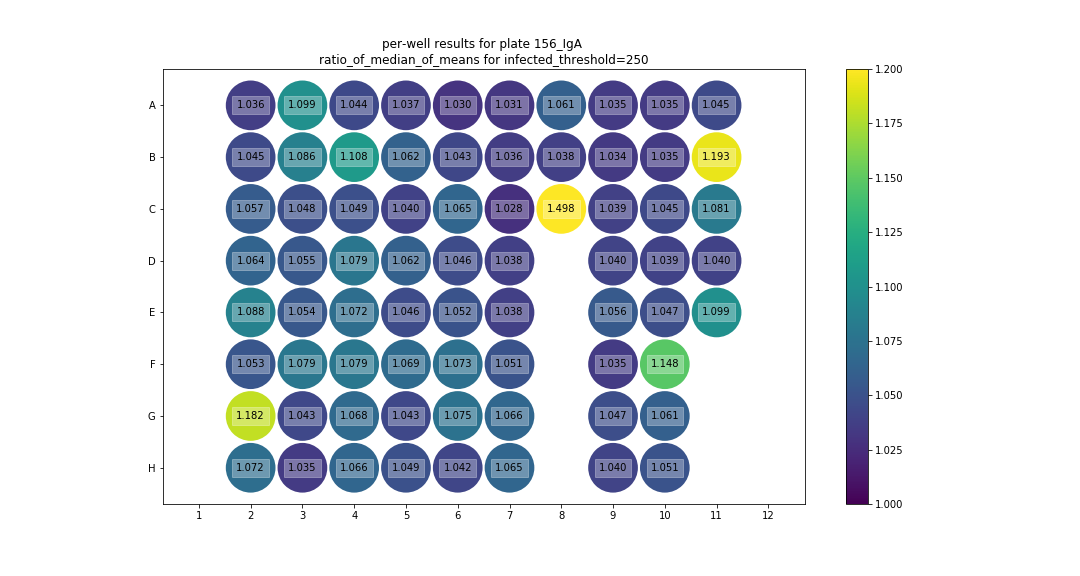 per-well results for plate 156_IgA
ratio_of_median_of_means for infected_threshold=250
A 1.036 1.099 1.044 1.037 1.030 1.031 1.061 1.035 1.035 1.045
B 1.045 1.086 1.108 1.062 1.043 1.036 1.038 1.034 1.035 1.193
C 1.057 1.048 1.049 1.040 1.065 1.028 1.498 1.039 1.045 1.081
D 1.064 1.055 1.079 1.062 1.046 1.038 1.040 1.039 1.040
E 1.088 1.054 1.072 1.046 1.052 1.038 1.056 1.047 1.099
F 1.053 1.079 1.079 1.069 1.073 1.051 1.035 1.148
G 1.182 1.043 1.068 1.043 1.075 1.066 1.047 1.061
H 1.072 1.035 1.066 1.049 1.042 1.065 1.040 1.051
1 2 3 4 5 6 7 8 9 10 11 12
1.200
1.175
1.150
1.125
1.100
1.075
1.050
1.025
1.000